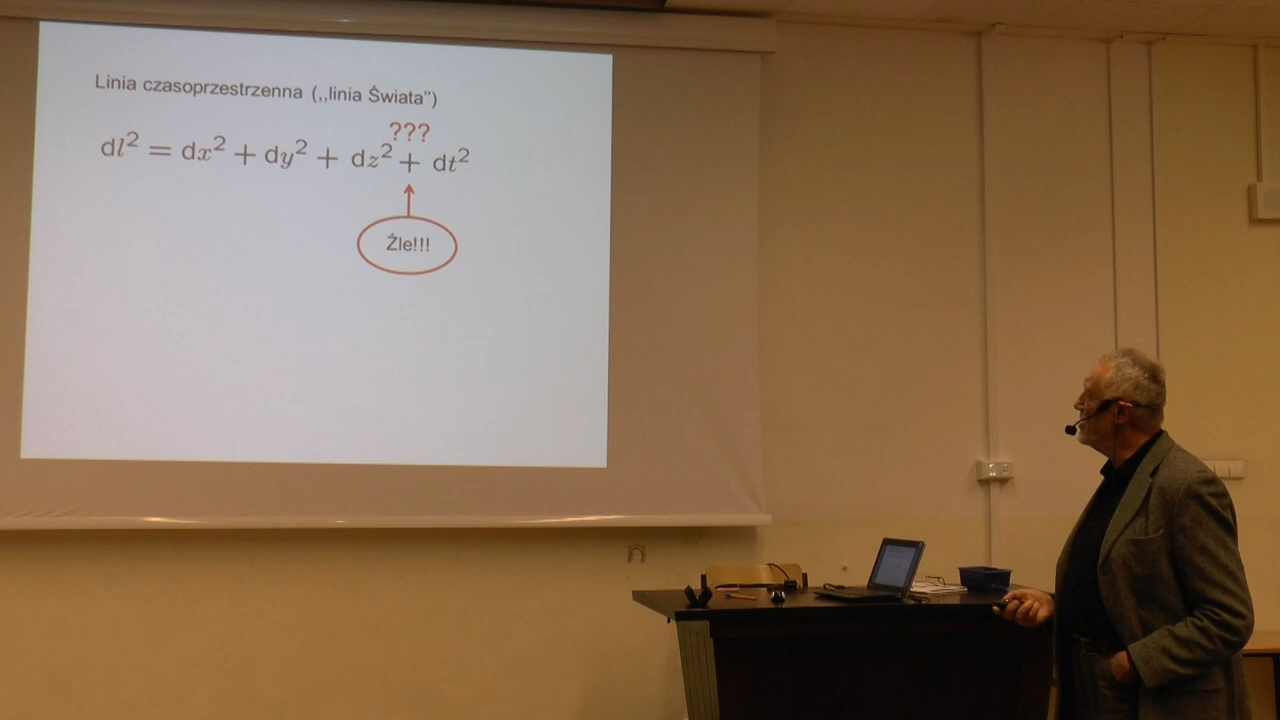 Linia czasoprzestrzenna (,,linia Świata")
???
dl² = dx² + dy² + dz² + dt²
Źle!!!